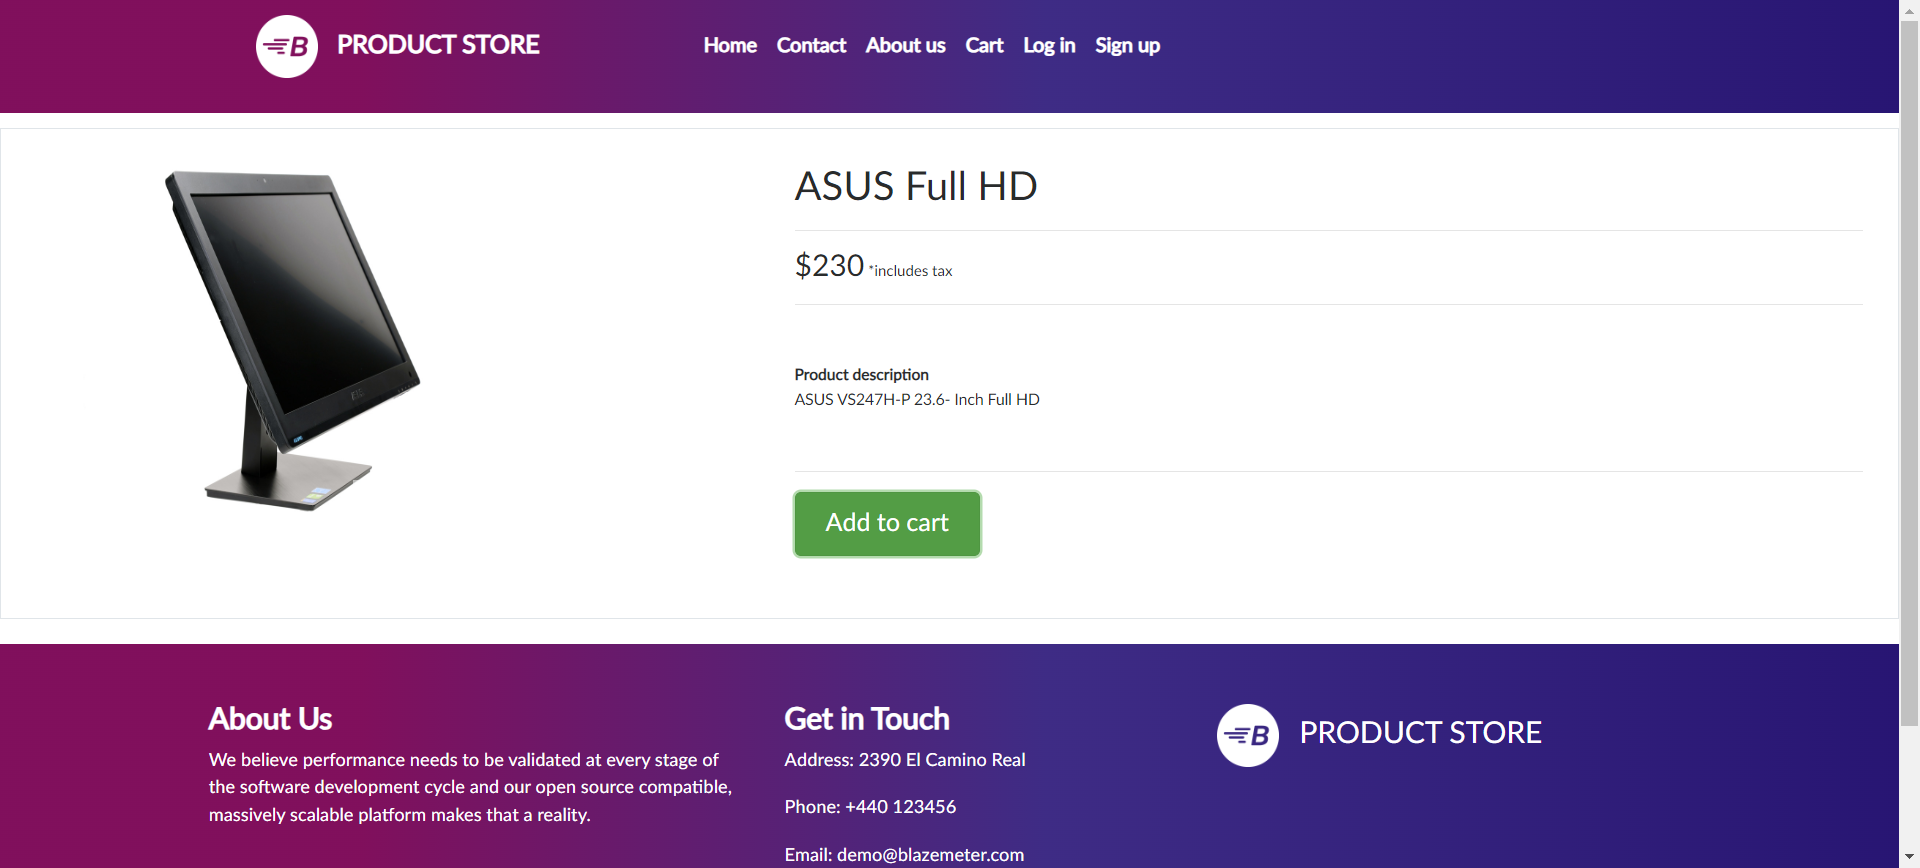 B PRODUCT STORE
Home Contact About us Cart Log in Sign up
ASUS Full HD
$230 *includes tax
Product description
ASUS VS247H-P 23.6- Inch Full HD
Add to cart
About Us
We believe performance needs to be validated at every stage of
the software development cycle and our open source compatible,
massively scalable platform makes that a reality.
Get in Touch
Address: 2390 El Camino Real
Phone: +440 123456
Email: demo@blazemeter.com
B PRODUCT STORE